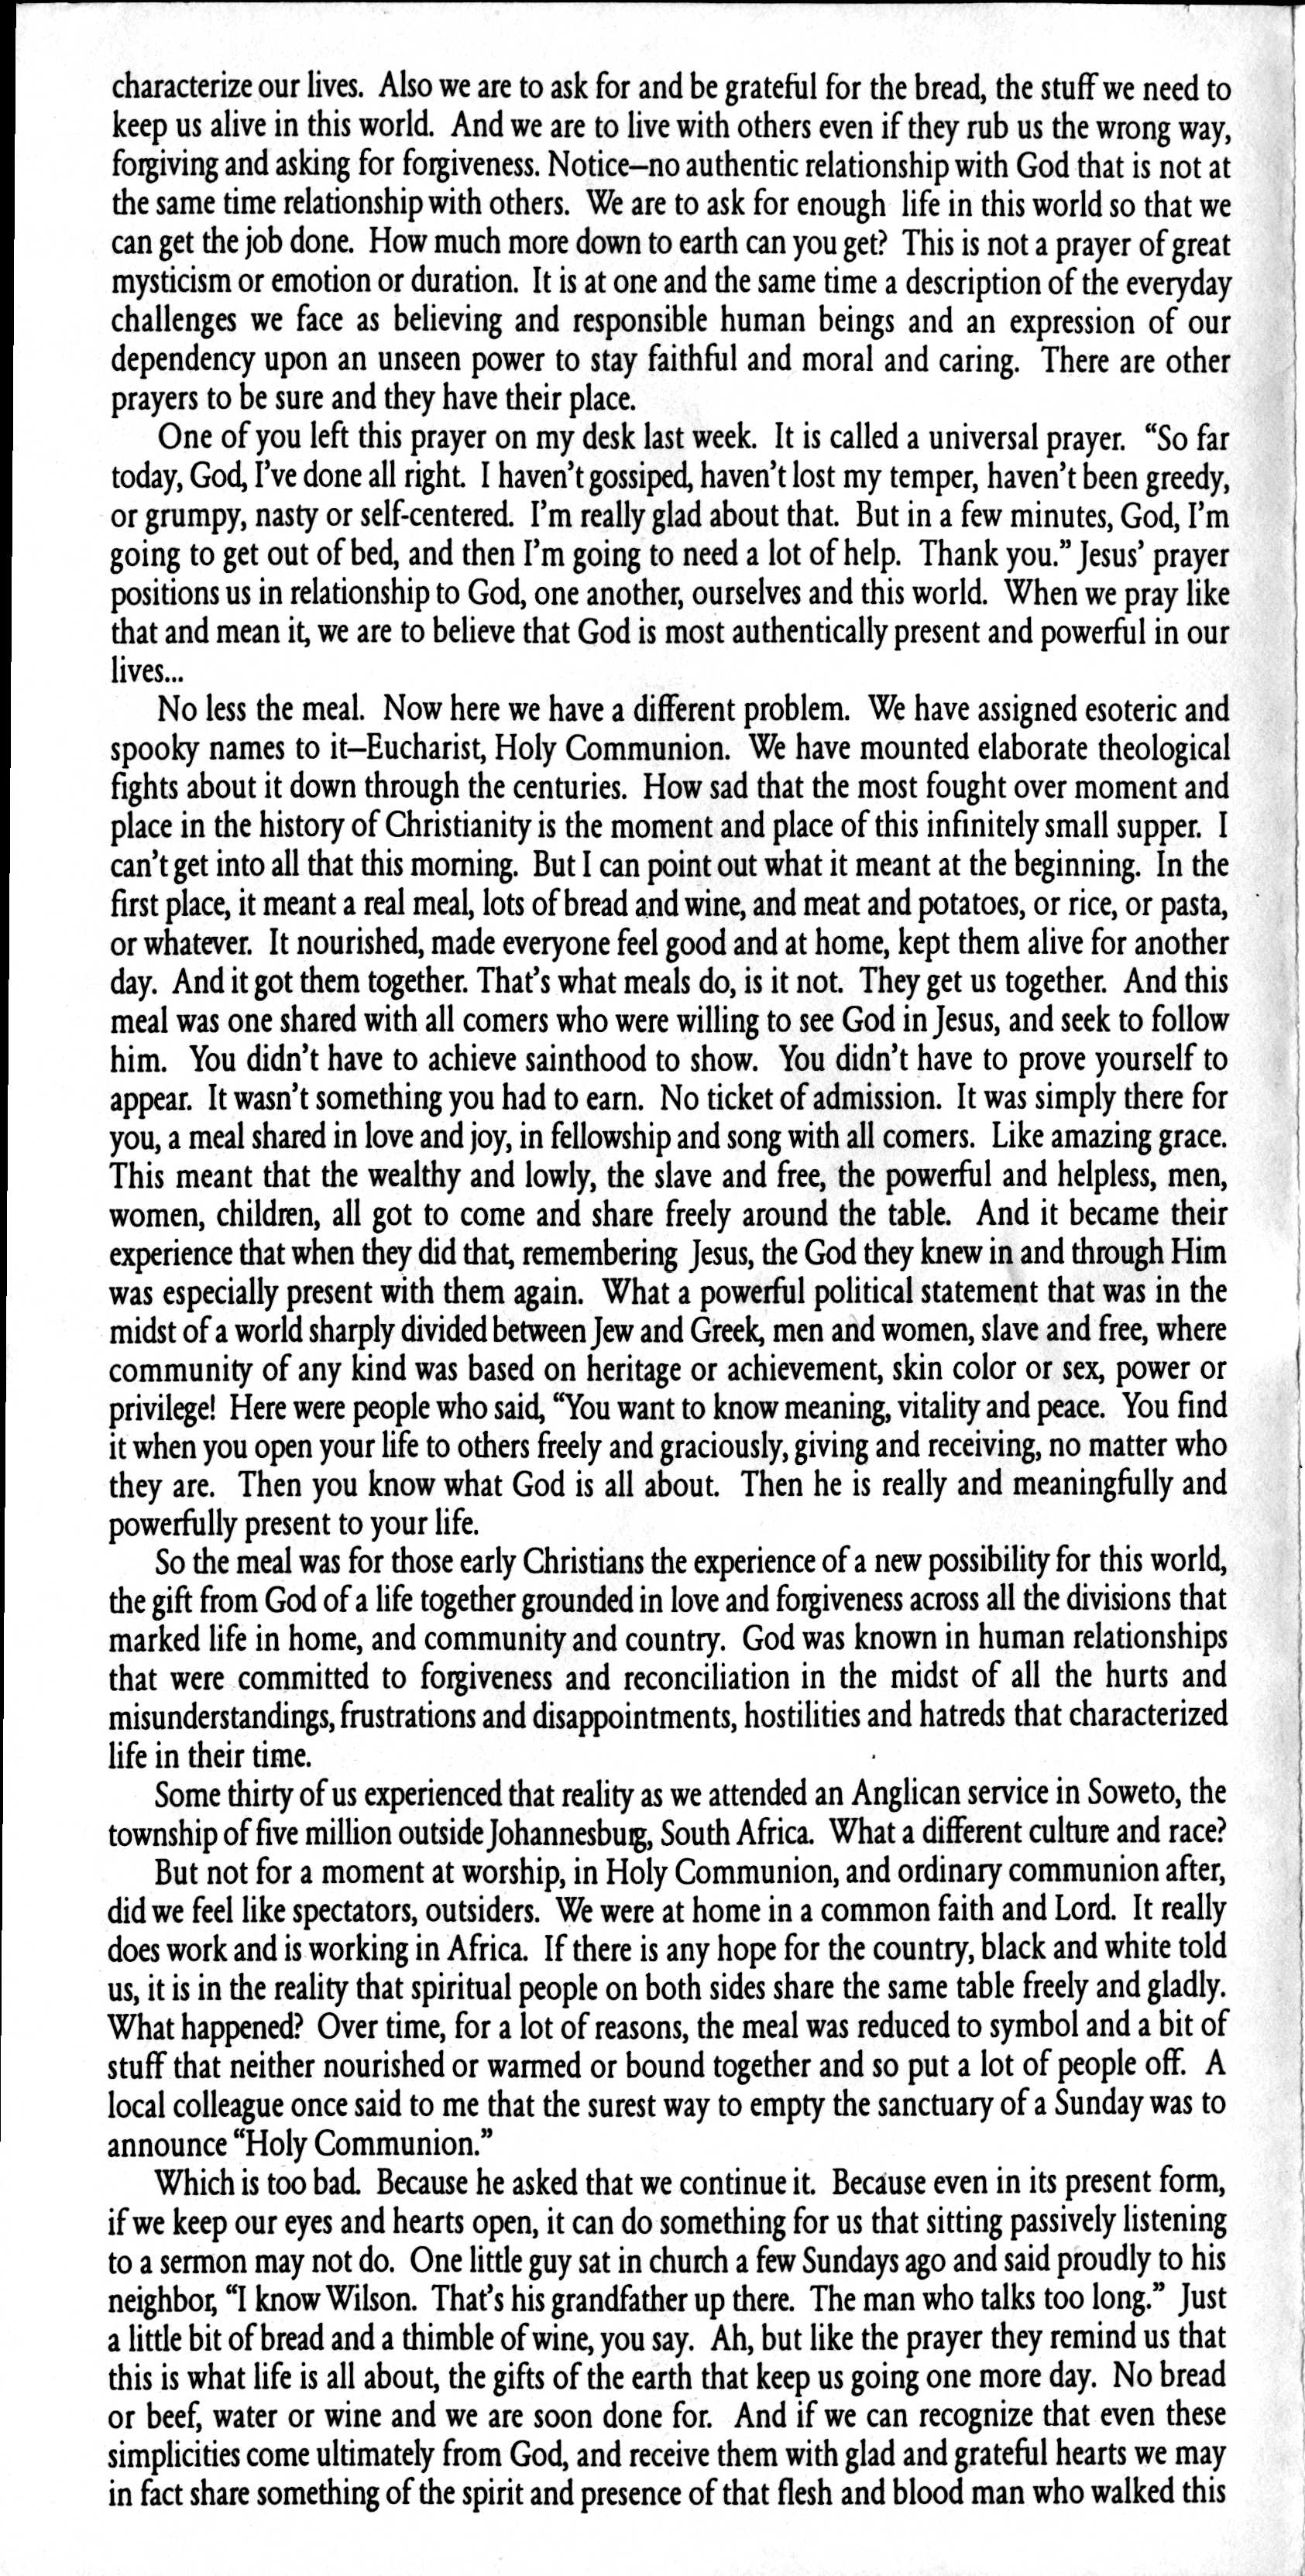 characterize our lives. Also we are to ask for and be grateful for the bread, the stuff we need to
keep us alive in this world. And we are to live with others even if they rub us the wrong way,
forgiving and asking for forgiveness. Notice–no authentic relationship with God that is not at
the same time relationship with others. We are to ask for enough life in this world so that we
can get the job done. How much more down to earth can you get? This is not a prayer of great
mysticism or emotion or duration. It is at one and the same time a description of the everyday
challenges we face as believing and responsible human beings and an expression of our
dependency upon an unseen power to stay faithful and moral and caring. There are other
prayers to be sure and they have their place.
One of you left this prayer on my desk last week. It is called a universal prayer. “So far
today, God, I’ve done all right. I haven’t gossiped, haven’t lost my temper, haven’t been greedy,
or grumpy, nasty or self-centered. I’m really glad about that. But in a few minutes, God, I’m
going to get out of bed, and then I’m going to need a lot of help. Thank you.” Jesus’ prayer
positions us in relationship to God, one another, ourselves and this world. When we pray like
that and mean it, we are to believe that God is most authentically present and powerful in our
lives...
No less the meal. Now here we have a different problem. We have assigned esoteric and
spooky names to it–Eucharist, Holy Communion. We have mounted elaborate theological
fights about it down through the centuries. How sad that the most fought over moment and
place in the history of Christianity is the moment and place of this infinitely small supper. I
can’t get into all that this morning. But I can point out what it meant at the beginning. In the
first place, it meant a real meal, lots of bread and wine, and meat and potatoes, or rice, or pasta,
or whatever. It nourished, made everyone feel good and at home, kept them alive for another
day. And it got them together. That’s what meals do, is it not. They get us together. And this
meal was one shared with all comers who were willing to see God in Jesus, and seek to follow
him. You didn’t have to achieve sainthood to show. You didn’t have to prove yourself to
appear. It wasn’t something you had to earn. No ticket of admission. It was simply there for
you, a meal shared in love and joy, in fellowship and song with all comers. Like amazing grace.
This meant that the wealthy and lowly, the slave and free, the powerful and helpless, men,
women, children, all got to come and share freely around the table. And it became their
experience that when they did that, remembering Jesus, the God they knew in and through Him
was especially present with them again. What a powerful political statement that was in the
midst of a world sharply divided between Jew and Greek, men and women, slave and free, where
community of any kind was based on heritage or achievement, skin color or sex, power or
privilege! Here were people who said, “You want to know meaning, vitality and peace. You find
it when you open your life to others freely and graciously, giving and receiving, no matter who
they are. Then you know what God is all about. Then he is really and meaningfully and
powerfully present to your life.
So the meal was for those early Christians the experience of a new possibility for this world,
the gift from God of a life together grounded in love and forgiveness across all the divisions that
marked life in home, and community and country. God was known in human relationships
that were committed to forgiveness and reconciliation in the midst of all the hurts and
misunderstandings, frustrations and disappointments, hostilities and hatreds that characterized
life in their time.
Some thirty of us experienced that reality as we attended an Anglican service in Soweto, the
township of five million outside Johannesburg, South Africa. What a different culture and race?
But not for a moment at worship, in Holy Communion, and ordinary communion after,
did we feel like spectators, outsiders. We were at home in a common faith and Lord. It really
does work and is working in Africa. If there is any hope for the country, black and white told
us, it is in the reality that spiritual people on both sides share the same table freely and gladly.
What happened? Over time, for a lot of reasons, the meal was reduced to symbol and a bit of
stuff that neither nourished or warmed or bound together and so put a lot of people off. A
local colleague once said to me that the surest way to empty the sanctuary of a Sunday was to
announce “Holy Communion.”
Which is too bad. Because he asked that we continue it. Because even in its present form,
if we keep our eyes and hearts open, it can do something for us that sitting passively listening
to a sermon may not do. One little guy sat in church a few Sundays ago and said proudly to his
neighbor, “I know Wilson. That’s his grandfather up there. The man who talks too long.” Just
a little bit of bread and a thimble of wine, you say. Ah, but like the prayer they remind us that
this is what life is all about, the gifts of the earth that keep us going one more day. No bread
or beef, water or wine and we are soon done for. And if we can recognize that even these
simplicities come ultimately from God, and receive them with glad and grateful hearts we may
in fact share something of the spirit and presence of that flesh and blood man who walked this